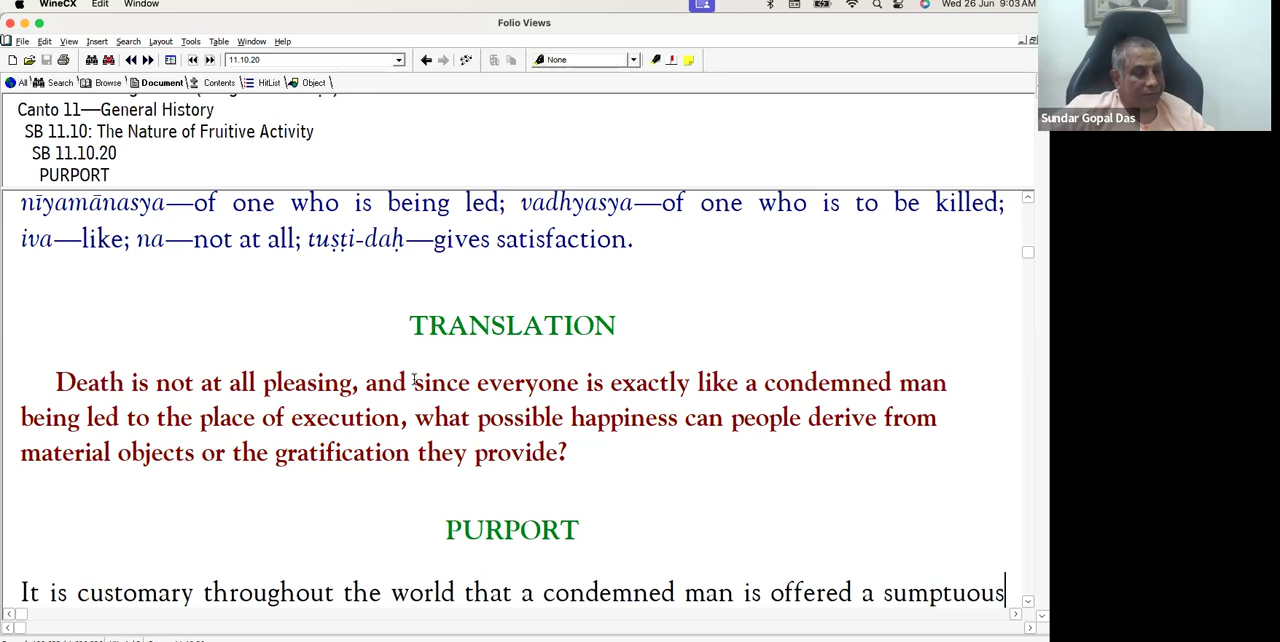 WineCX Edit Window Wed 26 Jun 9:03AM
Folio Views
File Edit View Insert Search Layout Tools Table Window Help
11.10.20 None
All Search Browse Document Contents HitList Object
Sundar Gopal Das
Canto 11—General History
SB 11.10: The Nature of Fruitive Activity
SB 11.10.20
PURPORT
nīyamānasya—of one who is being led; vadhyasya—of one who is to be killed;
iva—like; na—not at all; tuṣṭi-daḥ—gives satisfaction.
TRANSLATION
Death is not at all pleasing, and since everyone is exactly like a condemned man
being led to the place of execution, what possible happiness can people derive from
material objects or the gratification they provide?
PURPORT
It is customary throughout the world that a condemned man is offered a sumptuous